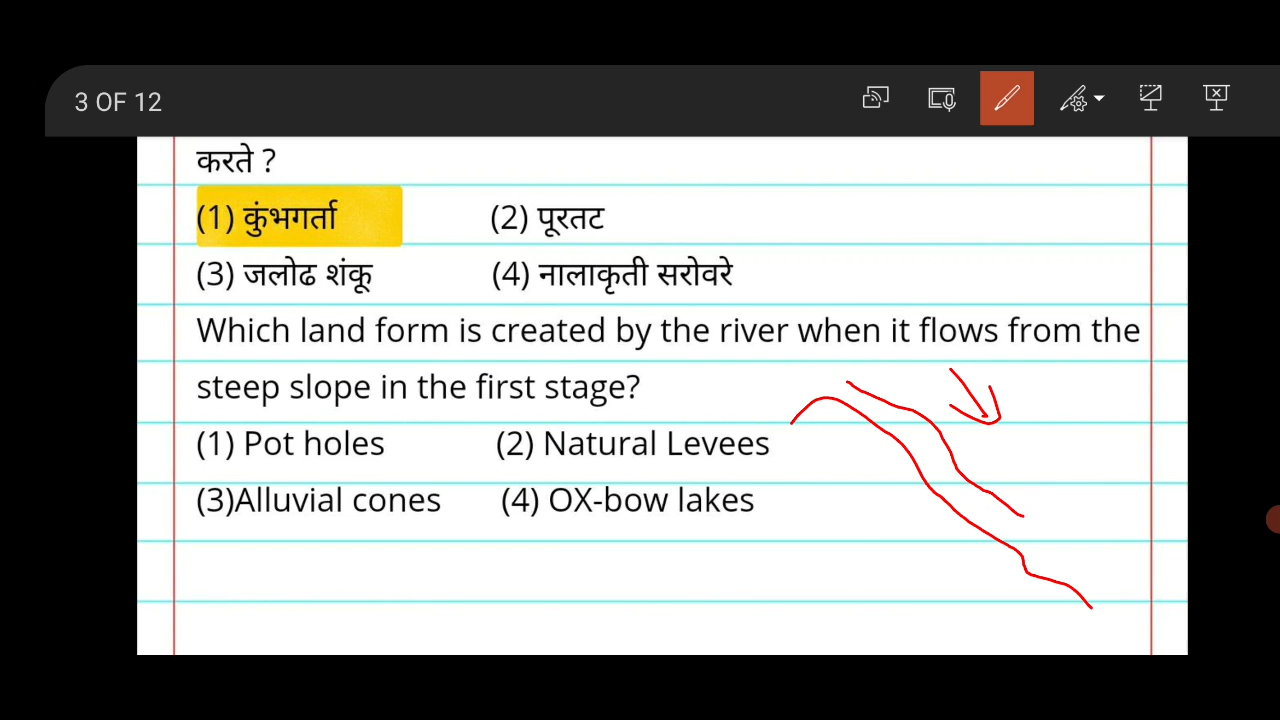 3 OF 12
करते ?
(1) कुंभगर्ता (2) पूरतट
(3) जलोढ शंकू (4) नालाकृती सरोवरे
Which land form is created by the river when it flows from the
steep slope in the first stage?
(1) Pot holes (2) Natural Levees
(3)Alluvial cones (4) OX-bow lakes